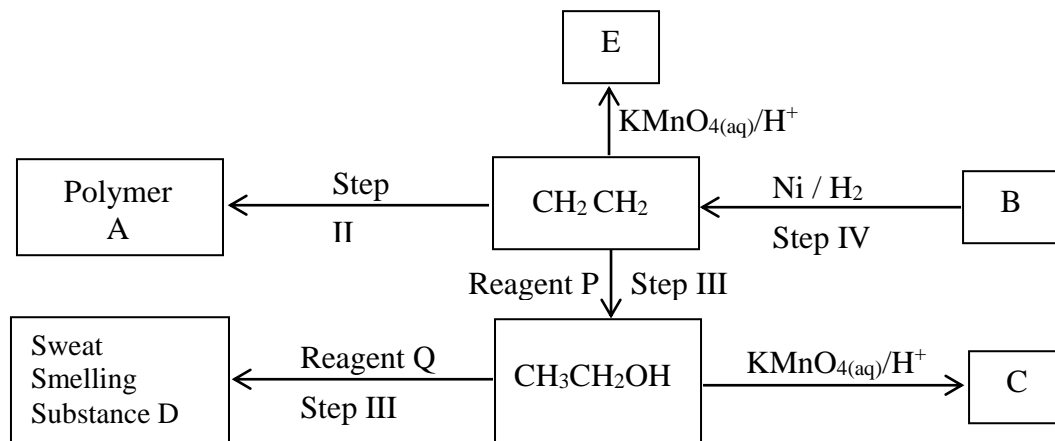 E
KMnO₄(aq)/H⁺
Polymer
A
Step
II
CH₂ CH₂
Ni / H₂
Step IV
B
Reagent P
Step III
Sweat
Smelling
Substance D
Reagent Q
Step III
CH₃CH₂OH
KMnO₄(aq)/H⁺
C